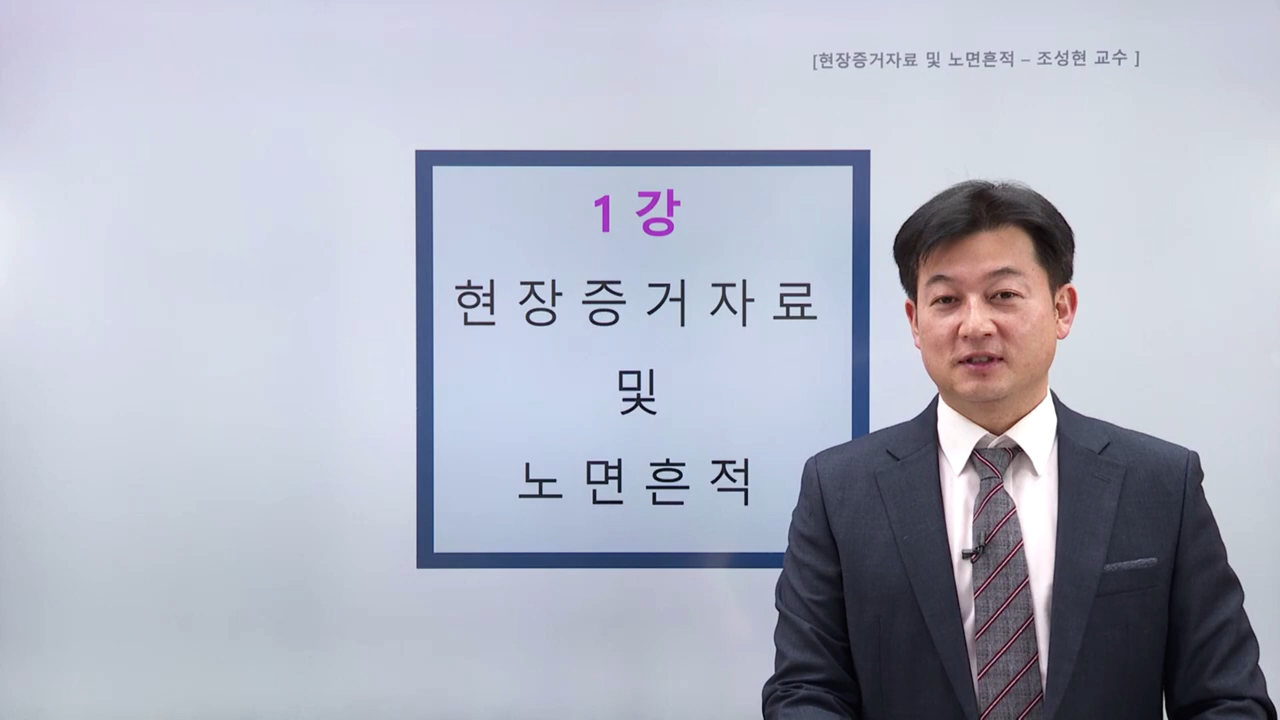 [현장증거자료 및 노면흔적 – 조성현 교수 ]
1 강
현 장 증 거 자 료
및
노 면 흔 적